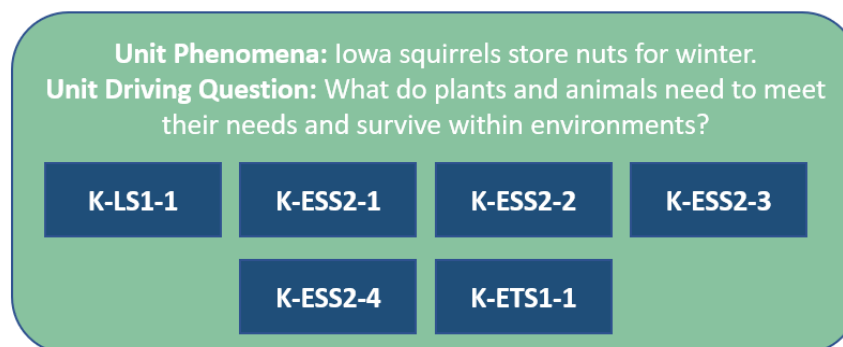 Unit Phenomena: Iowa squirrels store nuts for winter.
Unit Driving Question: What do plants and animals need to meet
their needs and survive within environments?
K-LS1-1 K-ESS2-1 K-ESS2-2 K-ESS2-3
K-ESS2-4 K-ETS1-1